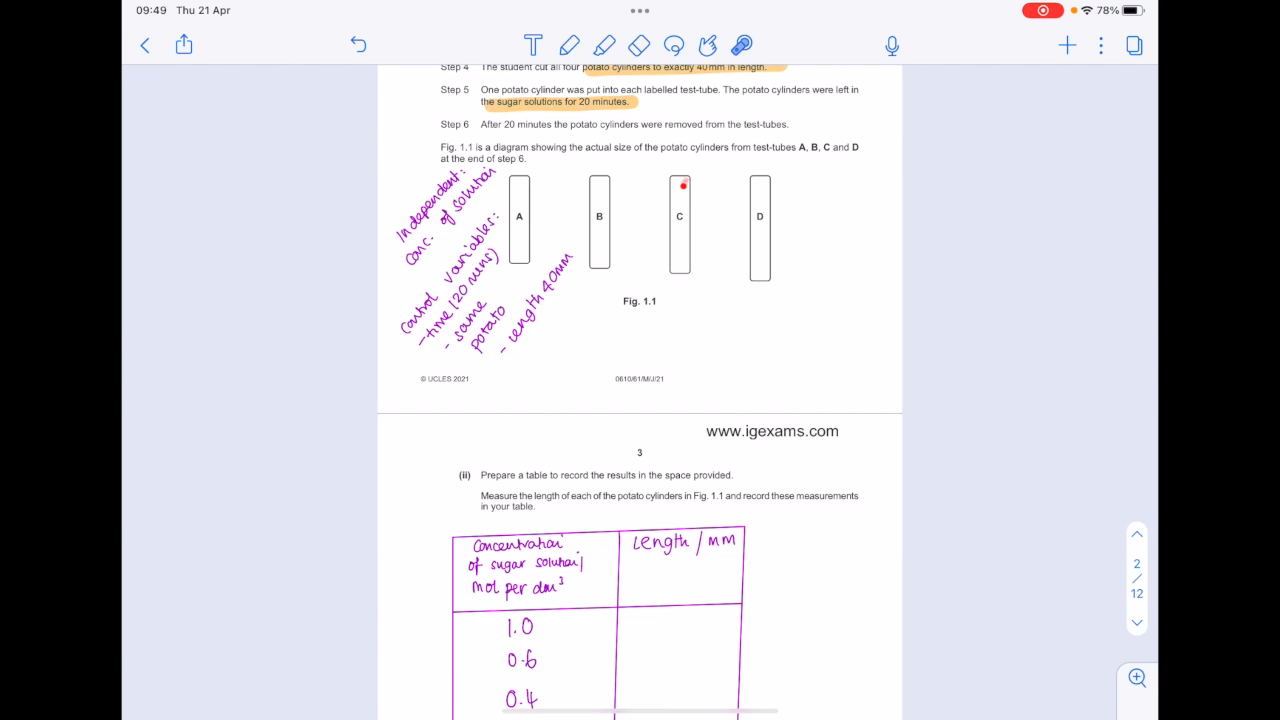 09:49 Thu 21 Apr
78%
Step 4 The student cut all four potato cylinders to exactly 40mm in length.
Step 5 One potato cylinder was put into each labelled test-tube. The potato cylinders were left in
the sugar solutions for 20 minutes.
Step 6 After 20 minutes the potato cylinders were removed from the test-tubes.
Fig. 1.1 is a diagram showing the actual size of the potato cylinders from test-tubes A, B, C and D
at the end of step 6.
Independent:
conc. of solution
control variables:
- time (20 mins)
- same
potato
- length 40mm
A B C D
Fig. 1.1
© UCLES 2021 0610/61/M/J/21
www.igexams.com
3
(ii) Prepare a table to record the results in the space provided.
Measure the length of each of the potato cylinders in Fig. 1.1 and record these measurements
in your table.
Concentration
of sugar solution/
mol per dm³
Length / mm
1.0
0.6
0.4
2
/
12